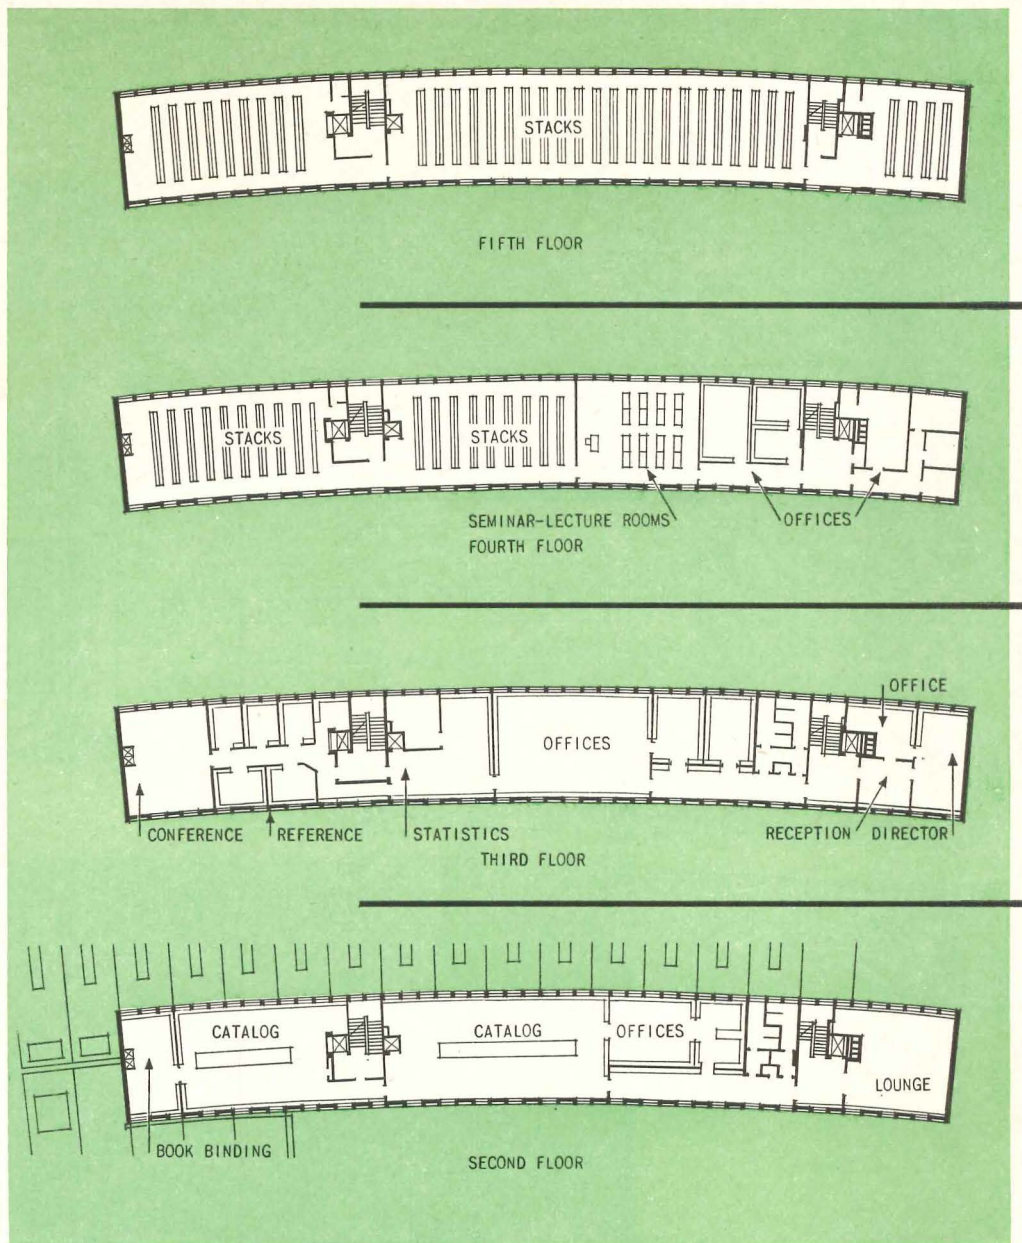 STACKS
FIFTH FLOOR
STACKS
STACKS
SEMINAR-LECTURE ROOMS
OFFICES
FOURTH FLOOR
OFFICE
OFFICES
CONFERENCE
REFERENCE
STATISTICS
RECEPTION
DIRECTOR
THIRD FLOOR
CATALOG
CATALOG
OFFICES
LOUNGE
BOOK BINDING
SECOND FLOOR